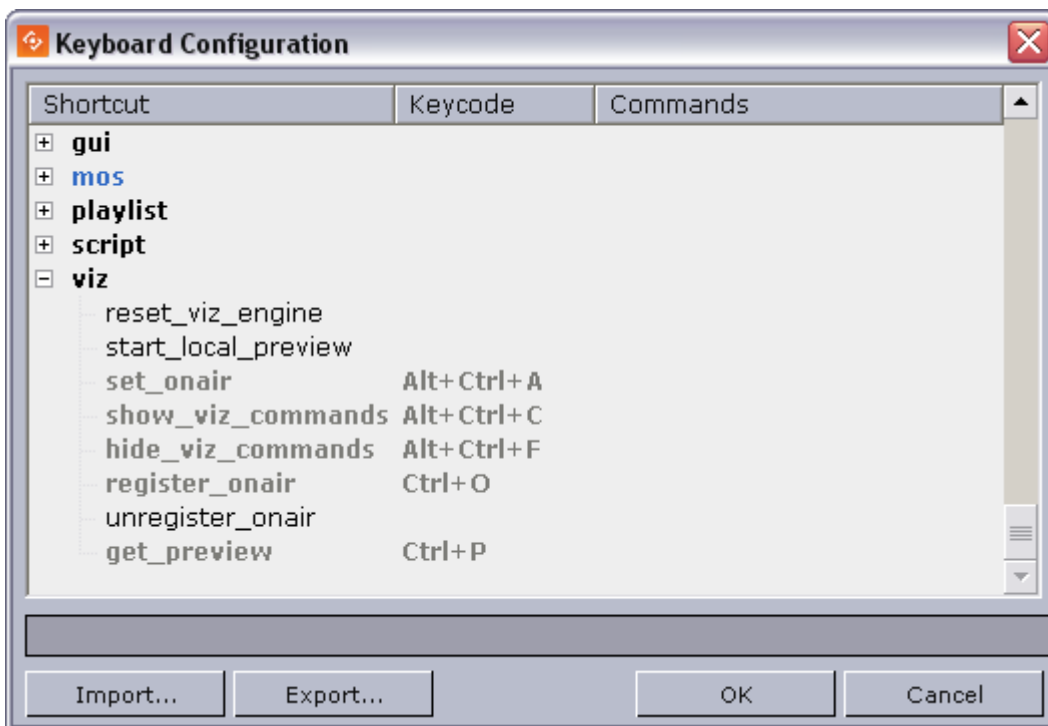 Keyboard Configuration
Shortcut Keycode Commands
gui
mos
playlist
script
viz
reset_viz_engine
start_local_preview
set_onair Alt+Ctrl+A
show_viz_commands Alt+Ctrl+C
hide_viz_commands Alt+Ctrl+F
register_onair Ctrl+O
unregister_onair
get_preview Ctrl+P
Import... Export... OK Cancel